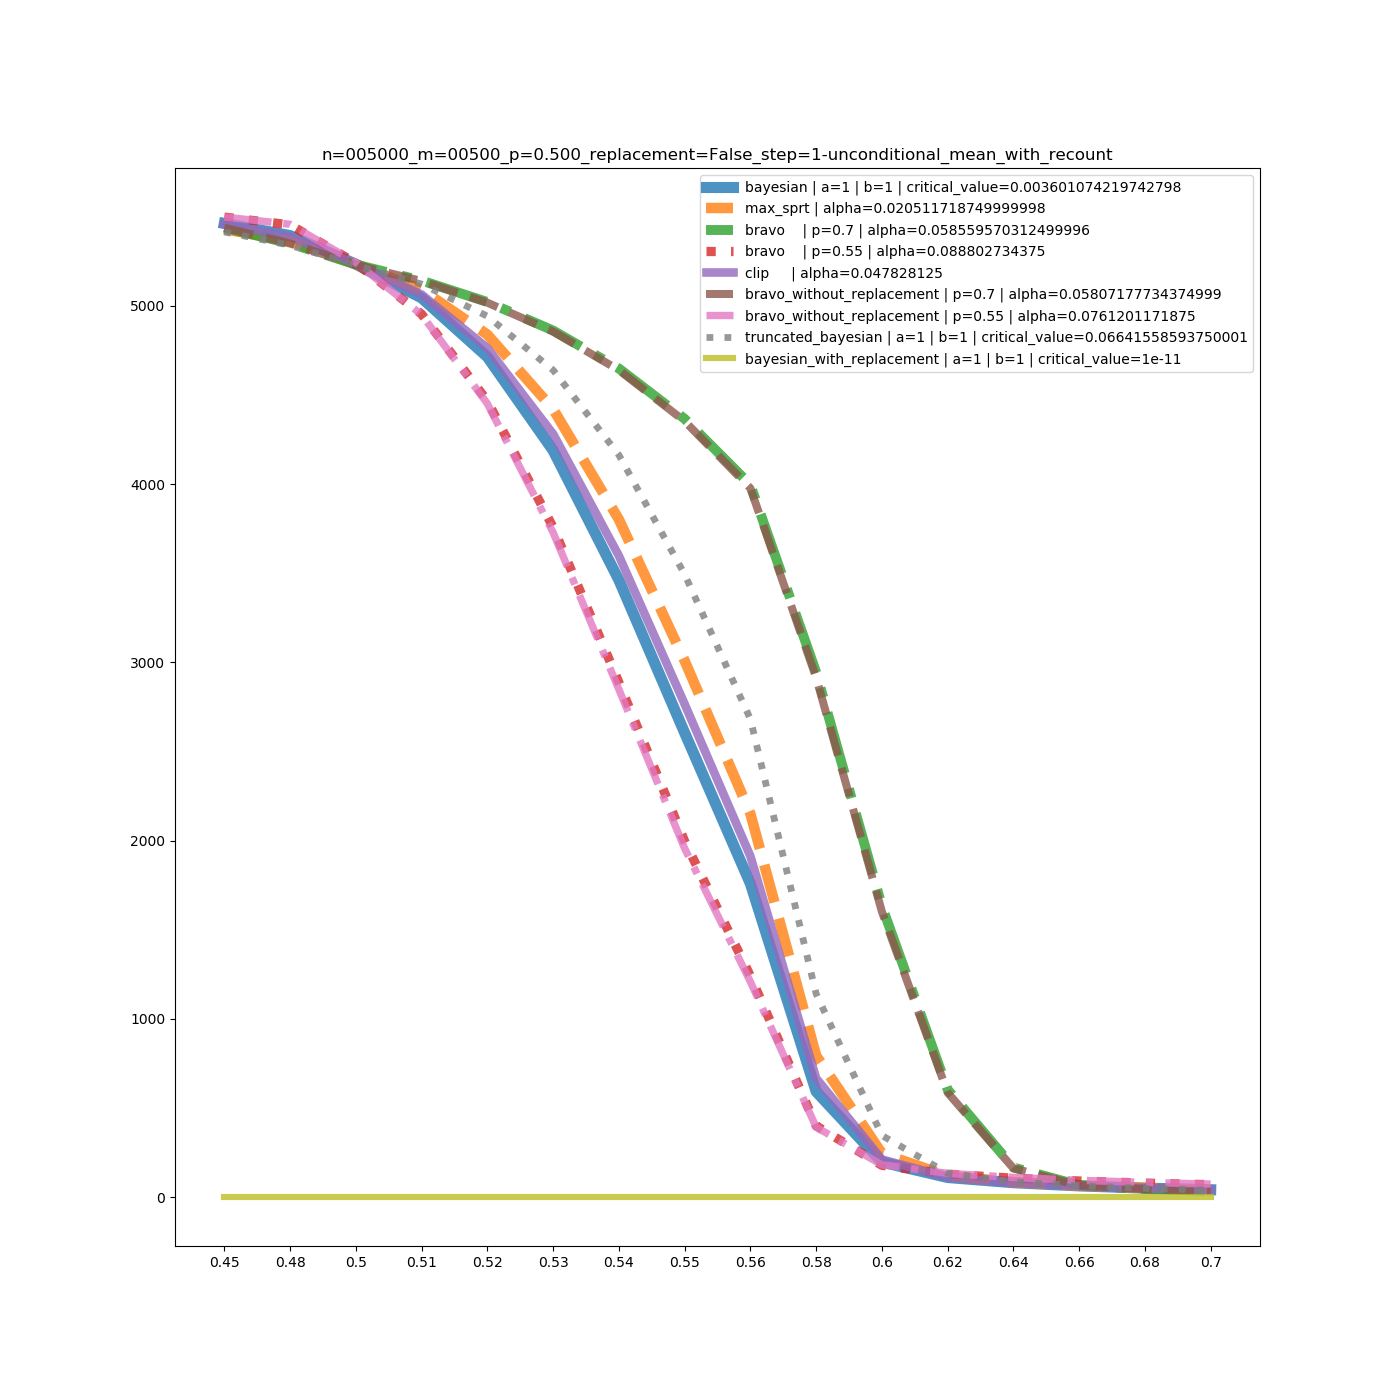 n=005000_m=00500_p=0.500_replacement=False_step=1-unconditional_mean_with_recount
bayesian | a=1 | b=1 | critical_value=0.003601074219742798
max_sprt | alpha=0.020511718749999998
bravo    | p=0.7 | alpha=0.058559570312499996
bravo    | p=0.55 | alpha=0.088802734375
clip     | alpha=0.047828125
bravo_without_replacement | p=0.7 | alpha=0.05807177734374999
bravo_without_replacement | p=0.55 | alpha=0.0761201171875
truncated_bayesian | a=1 | b=1 | critical_value=0.06641558593750001
bayesian_with_replacement | a=1 | b=1 | critical_value=1e-11
5000
4000
3000
2000
1000
0
0.45 0.48 0.5 0.51 0.52 0.53 0.54 0.55 0.56 0.58 0.6 0.62 0.64 0.66 0.68 0.7